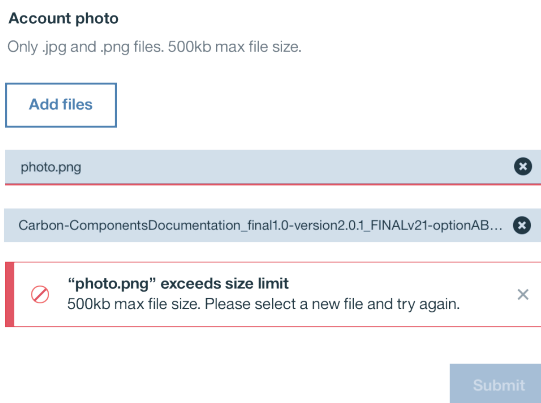 Account photo
Only .jpg and .png files. 500kb max file size.
Add files
photo.png
Carbon-ComponentsDocumentation_final1.0-version2.0.1_FINALv21-optionAB...
“photo.png” exceeds size limit
500kb max file size. Please select a new file and try again.
Submit